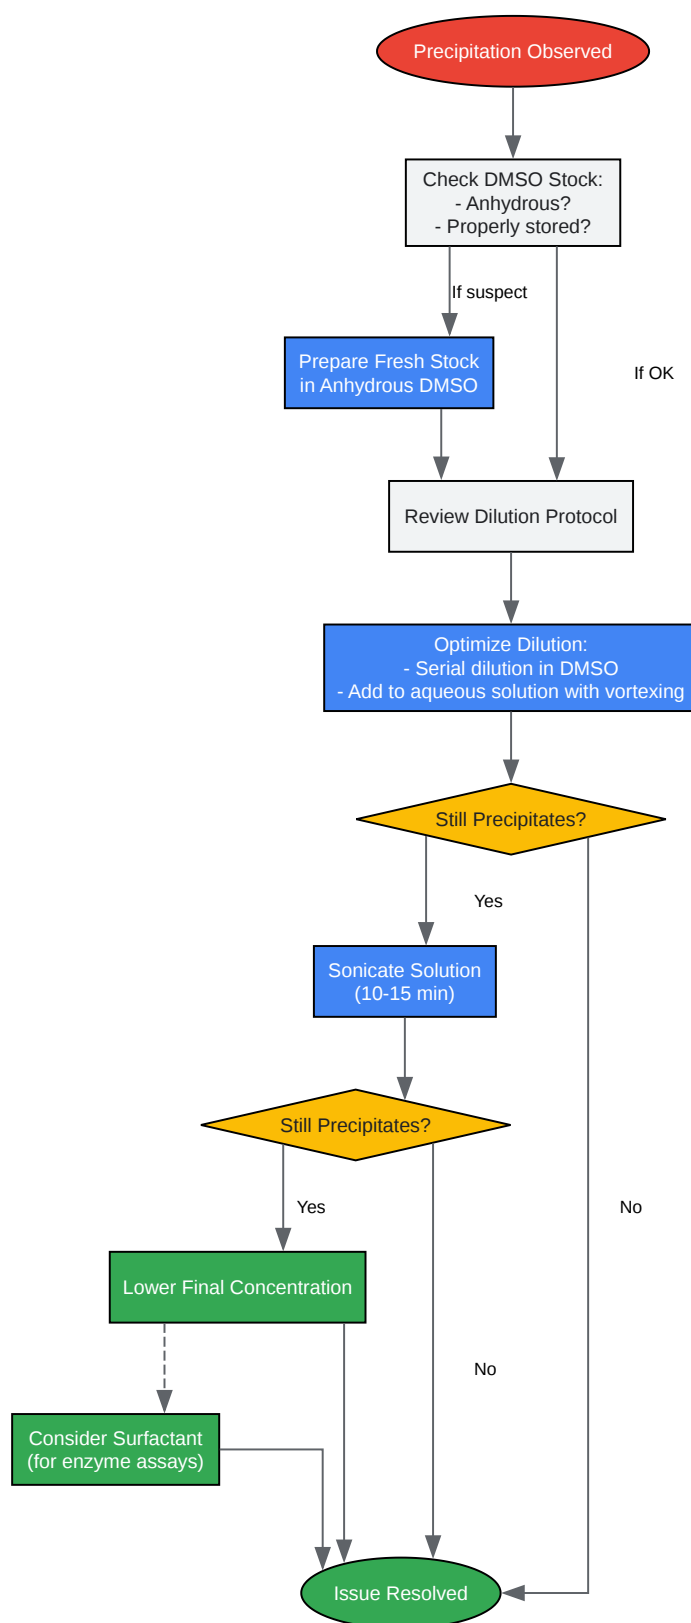 Precipitation Observed
Check DMSO Stock:
- Anhydrous?
- Properly stored?
If suspect
Prepare Fresh Stock
in Anhydrous DMSO
If OK
Review Dilution Protocol
Optimize Dilution:
- Serial dilution in DMSO
- Add to aqueous solution with vortexing
Still Precipitates?
Yes
Sonicate Solution
(10-15 min)
Still Precipitates?
Yes
No
Lower Final Concentration
No
Consider Surfactant
(for enzyme assays)
Issue Resolved